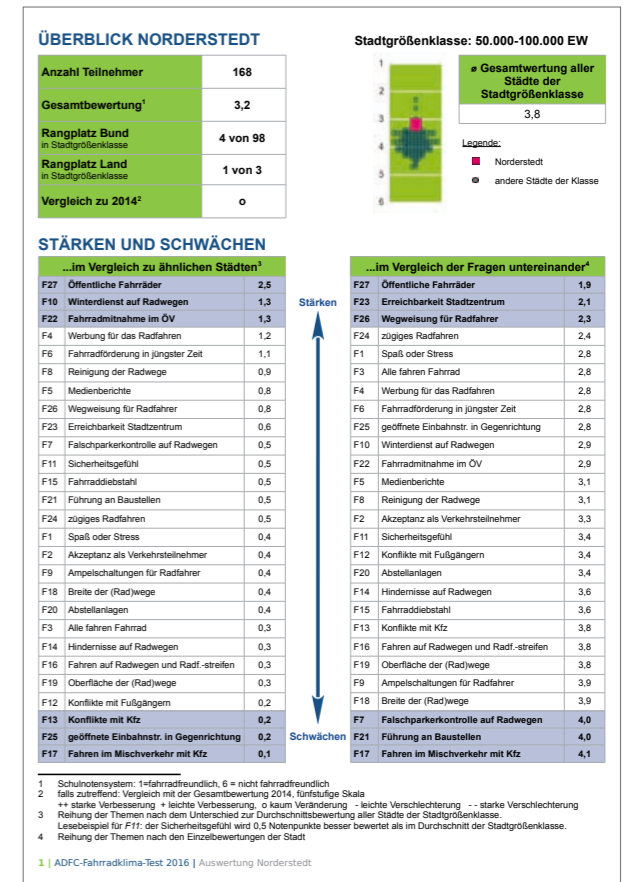 ÜBERBLICK NORDERSTEDT
Anzahl Teilnehmer 168
Gesamtbewertung¹ 3,2
Rangplatz Bund
in Stadtgrößenklasse
4 von 98
Rangplatz Land
in Stadtgrößenklasse
1 von 3
Vergleich zu 2014² o
Stadtgrößenklasse: 50.000-100.000 EW
1
2
3
4
5
6
ø Gesamtwertung aller
Städte der
Stadtgrößenklasse
3,8
Legende:
Norderstedt
andere Städte der Klasse
STÄRKEN UND SCHWÄCHEN
...im Vergleich zu ähnlichen Städten³
F27 Öffentliche Fahrräder 2,5
F10 Winterdienst auf Radwegen 1,3
F22 Fahrradmitnahme im ÖV 1,3
F4 Werbung für das Radfahren 1,2
F6 Fahrradförderung in jüngster Zeit 1,1
F8 Reinigung der Radwege 0,9
F5 Medienberichte 0,8
F26 Wegweisung für Radfahrer 0,8
F23 Erreichbarkeit Stadtzentrum 0,6
F7 Falschparkerkontrolle auf Radwegen 0,5
F11 Sicherheitsgefühl 0,5
F15 Fahrraddiebstahl 0,5
F21 Führung an Baustellen 0,5
F24 zügiges Radfahren 0,5
F1 Spaß oder Stress 0,4
F2 Akzeptanz als Verkehrsteilnehmer 0,4
F9 Ampelschaltungen für Radfahrer 0,4
F18 Breite der (Rad)wege 0,4
F20 Abstellanlagen 0,4
F3 Alle fahren Fahrrad 0,3
F14 Hindernisse auf Radwegen 0,3
F16 Fahren auf Radwegen und Radf.-streifen 0,3
F19 Oberfläche der (Rad)wege 0,3
F12 Konflikte mit Fußgängern 0,2
F13 Konflikte mit Kfz 0,2
F25 geöffnete Einbahnstr. in Gegenrichtung 0,2
F17 Fahren im Mischverkehr mit Kfz 0,1
Stärken
Schwächen
...im Vergleich der Fragen untereinander⁴
F27 Öffentliche Fahrräder 1,9
F23 Erreichbarkeit Stadtzentrum 2,1
F26 Wegweisung für Radfahrer 2,3
F24 zügiges Radfahren 2,4
F1 Spaß oder Stress 2,8
F3 Alle fahren Fahrrad 2,8
F4 Werbung für das Radfahren 2,8
F6 Fahrradförderung in jüngster Zeit 2,8
F25 geöffnete Einbahnstr. in Gegenrichtung 2,8
F10 Winterdienst auf Radwegen 2,9
F22 Fahrradmitnahme im ÖV 2,9
F5 Medienberichte 3,1
F8 Reinigung der Radwege 3,1
F2 Akzeptanz als Verkehrsteilnehmer 3,3
F11 Sicherheitsgefühl 3,4
F12 Konflikte mit Fußgängern 3,4
F20 Abstellanlagen 3,4
F14 Hindernisse auf Radwegen 3,6
F15 Fahrraddiebstahl 3,6
F13 Konflikte mit Kfz 3,8
F16 Fahren auf Radwegen und Radf.-streifen 3,8
F19 Oberfläche der (Rad)wege 3,8
F9 Ampelschaltungen für Radfahrer 3,9
F18 Breite der (Rad)wege 3,9
F7 Falschparkerkontrolle auf Radwegen 4,0
F21 Führung an Baustellen 4,0
F17 Fahren im Mischverkehr mit Kfz 4,1
1 Schulnotensystem: 1=fahrradfreundlich, 6 = nicht fahrradfreundlich
2 falls zutreffend: Vergleich mit der Gesamtbewertung 2014, fünfstufige Skala
++ starke Verbesserung + leichte Verbesserung, o kaum Veränderung - leichte Verschlechterung - - starke Verschlechterung
3 Reihung der Themen nach dem Unterschied zur Durchschnittsbewertung aller Städte der Stadtgrößenklasse.
Lesebeispiel für F11: der Sicherheitsgefühl wird 0,5 Notenpunkte besser bewertet als im Durchschnitt der Stadtgrößenklasse.
4 Reihung der Themen nach den Einzelbewertungen der Stadt
1 | ADFC-Fahrradklima-Test 2016 | Auswertung Norderstedt